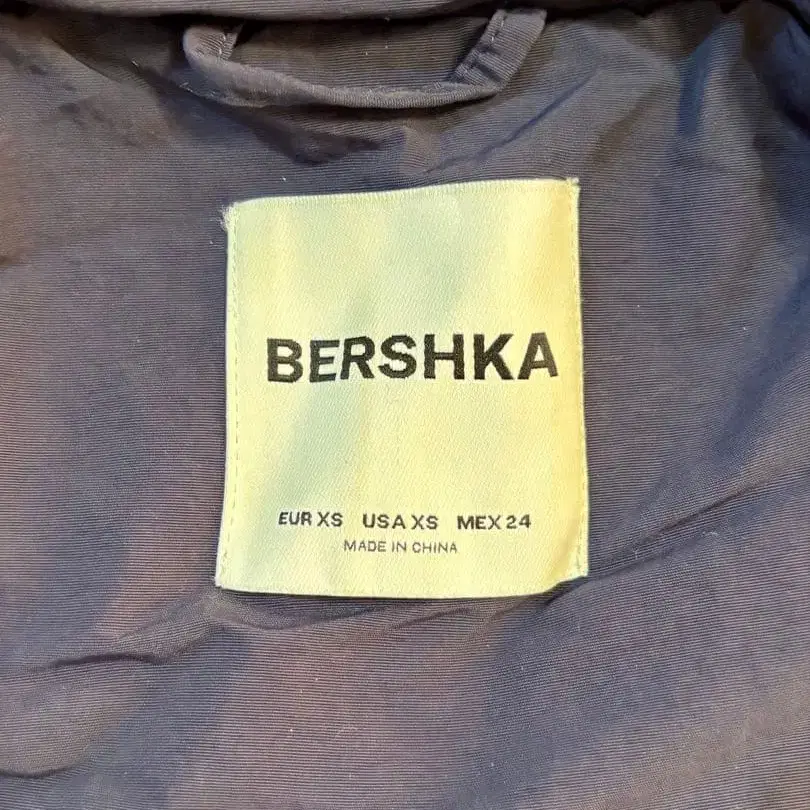 BERSHKA
EUR XS USA XS MEX 24
MADE IN CHINA